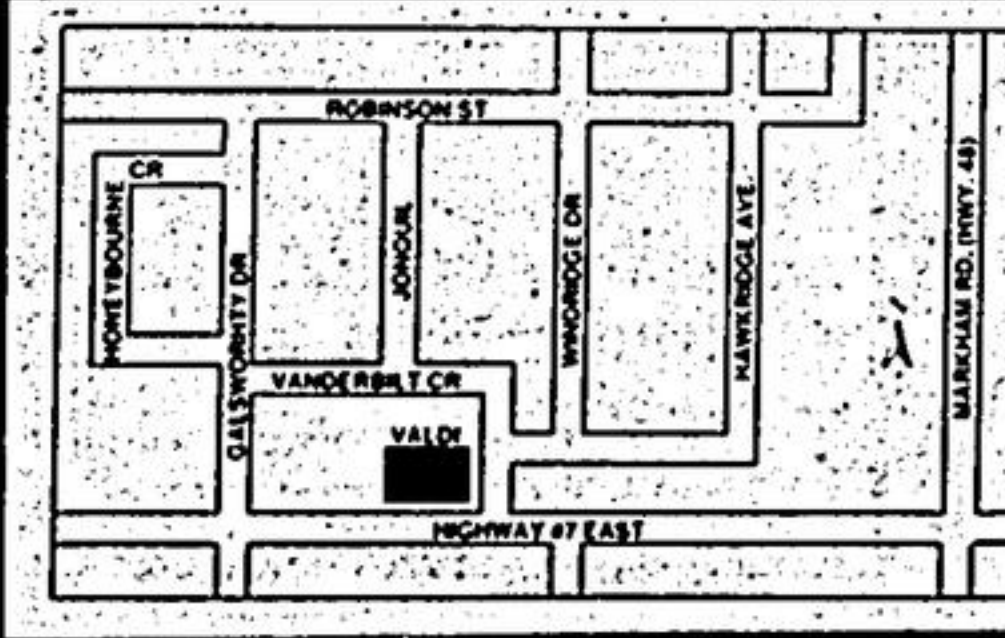 ROBINSON ST
CR
HONEYBOURNE
GALSWORHTY DR
JONQUIL
WINDRIDGE DR
HAWKRIDGE AVE.
MARKHAM RD. (HWY. 48)
VANDERBILT CR
VALDI
HIGHWAY #7 EAST